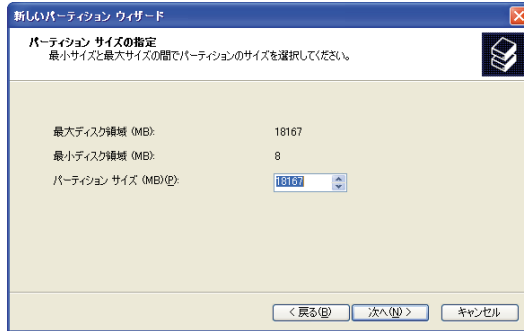 新しいパーティション ウィザード
パーティション サイズの指定
最小サイズと最大サイズの間でパーティションのサイズを選択してください。
最大ディスク領域 (MB): 18167
最小ディスク領域 (MB): 8
パーティション サイズ (MB)(P): 18167
< 戻る(B) 次へ(N) > キャンセル